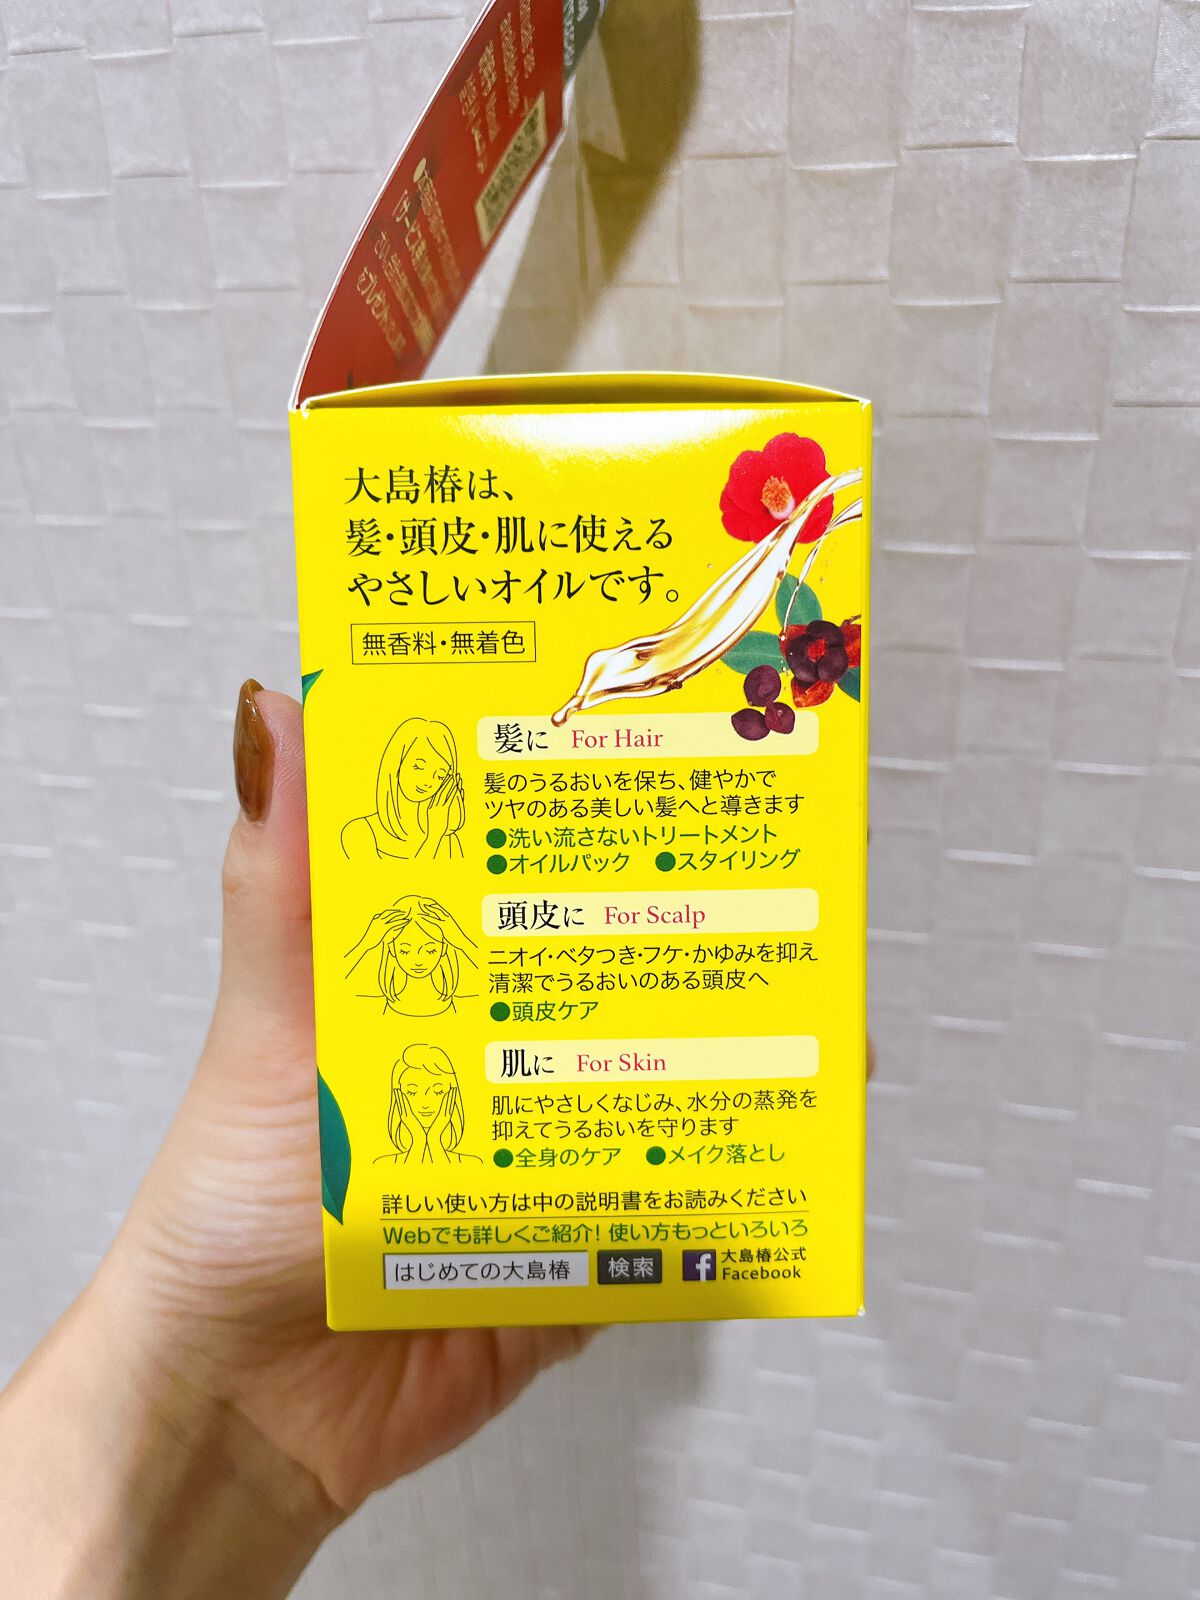 大島椿は、
髪・頭皮・肌に使える
やさしいオイルです。
無香料・無着色
髪に For Hair
髪のうるおいを保ち、健やかで
ツヤのある美しい髪へと導きます
●洗い流さないトリートメント
●オイルパック ●スタイリング
頭皮に For Scalp
ニオイ・ベタつき・フケ・かゆみを抑え
清潔でうるおいのある頭皮へ
●頭皮ケア
肌に For Skin
肌にやさしくなじみ、水分の蒸発を
抑えてうるおいを守ります
●全身のケア ●メイク落とし
詳しい使い方は中の説明書をお読みください
Webでも詳しくご紹介! 使い方もっといろいろ
はじめての大島椿 検索
大島椿公式
Facebook